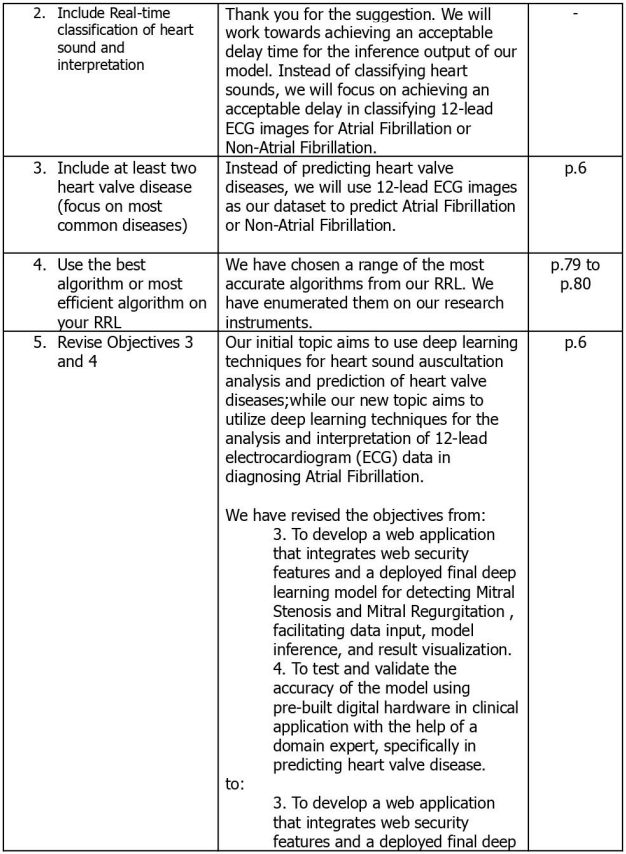 2. Include Real-time
classification of heart
sound and
interpretation
Thank you for the suggestion. We will
work towards achieving an acceptable
delay time for the inference output of our
model. Instead of classifying heart
sounds, we will focus on achieving an
acceptable delay in classifying 12-lead
ECG images for Atrial Fibrillation or
Non-Atrial Fibrillation.
-
3. Include at least two
heart valve disease
(focus on most
common diseases)
Instead of predicting heart valve
diseases, we will use 12-lead ECG images
as our dataset to predict Atrial Fibrillation
or Non-Atrial Fibrillation.
p.6
4. Use the best
algorithm or most
efficient algorithm on
your RRL
We have chosen a range of the most
accurate algorithms from our RRL. We
have enumerated them on our research
instruments.
p.79 to
p.80
5. Revise Objectives 3
and 4
Our initial topic aims to use deep learning
techniques for heart sound auscultation
analysis and prediction of heart valve
diseases;while our new topic aims to
utilize deep learning techniques for the
analysis and interpretation of 12-lead
electrocardiogram (ECG) data in
diagnosing Atrial Fibrillation.
We have revised the objectives from:
3. To develop a web application
that integrates web security
features and a deployed final deep
learning model for detecting Mitral
Stenosis and Mitral Regurgitation ,
facilitating data input, model
inference, and result visualization.
4. To test and validate the
accuracy of the model using
pre-built digital hardware in clinical
application with the help of a
domain expert, specifically in
predicting heart valve disease.
to:
3. To develop a web application
that integrates web security
features and a deployed final deep
p.6